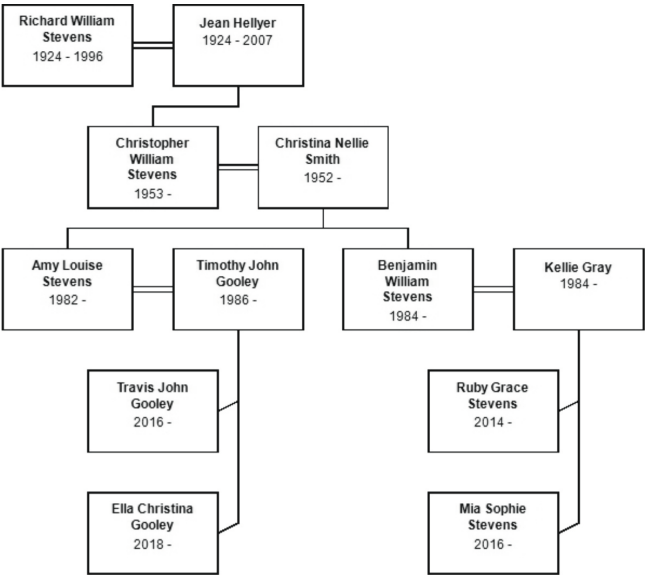 Richard William
Stevens
1924 - 1996
Jean Hellyer
1924 - 2007
Christopher
William
Stevens
1953 -
Christina Nellie
Smith
1952 -
Amy Louise
Stevens
1982 -
Timothy John
Gooley
1986 -
Benjamin
William
Stevens
1984 -
Kellie Gray
1984 -
Travis John
Gooley
2016 -
Ruby Grace
Stevens
2014 -
Ella Christina
Gooley
2018 -
Mia Sophie
Stevens
2016 -